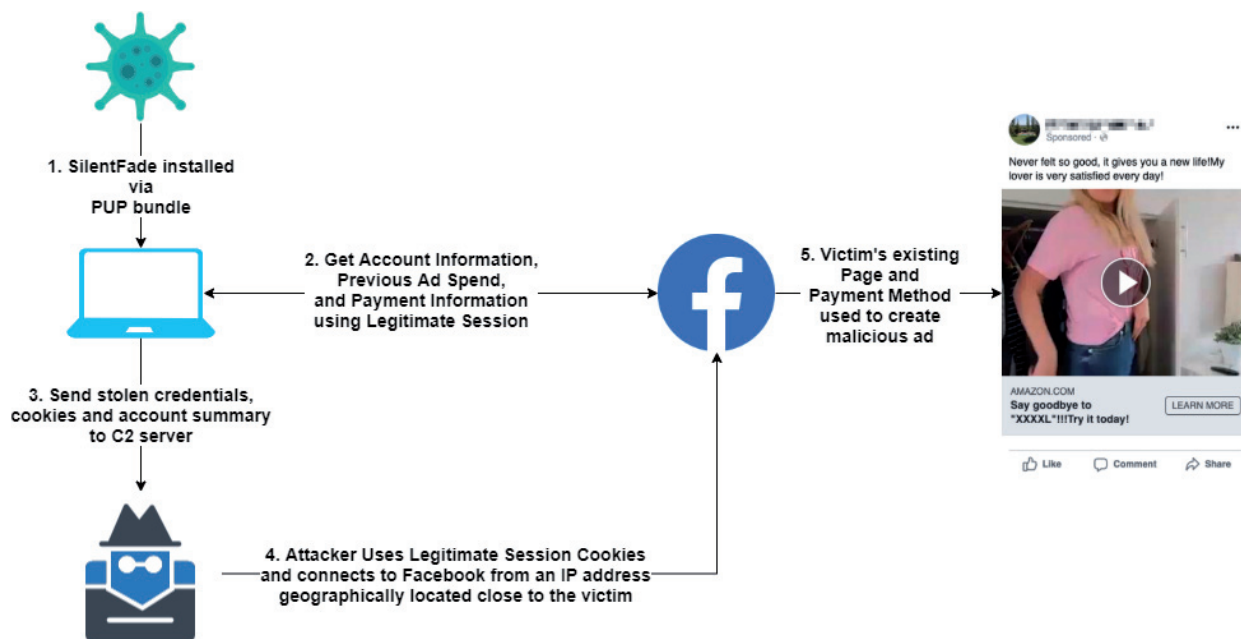 1. SilentFade installed
via
PUP bundle
2. Get Account Information,
Previous Ad Spend,
and Payment Information
using Legitimate Session
3. Send stolen credentials,
cookies and account summary
to C2 server
4. Attacker Uses Legitimate Session Cookies
and connects to Facebook from an IP address
geographically located close to the victim
5. Victim's existing
Page and
Payment Method
used to create
malicious ad
Sponsored ·
Never felt so good, it gives you a new life!My
lover is very satisfied every day!
AMAZON.COM
Say goodbye to
"XXXXL"!!!Try it today!
LEARN MORE
Like
Comment
Share